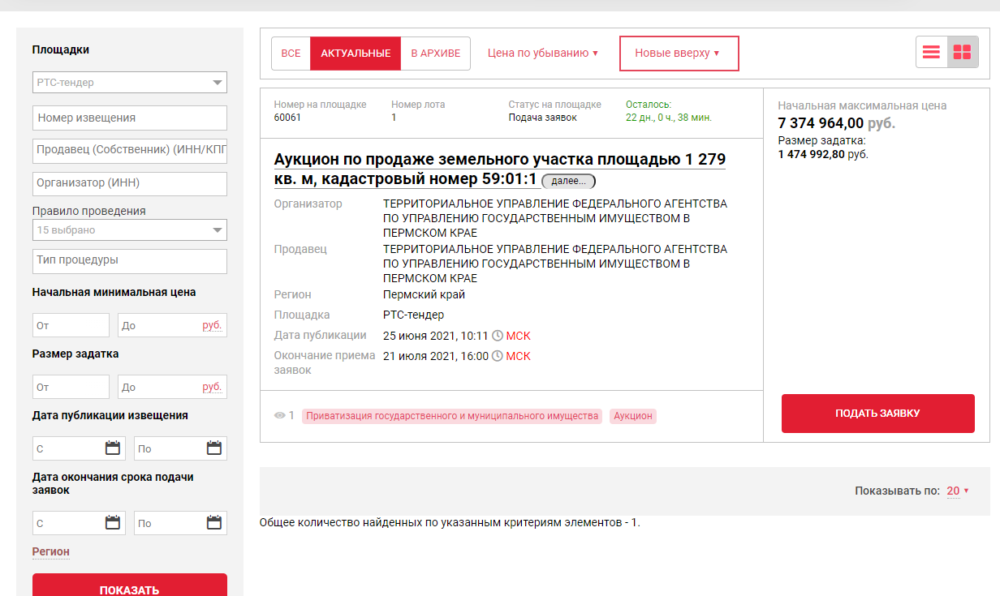 Площадки
РТС-тендер
Номер извещения
Продавец (Собственник) (ИНН/КПП
Организатор (ИНН)
Правило проведения
15 выбрано
Тип процедуры
Начальная минимальная цена
От
До руб.
Размер задатка
От
До руб.
Дата публикации извещения
С
По
Дата окончания срока подачи
заявок
С
По
Регион
ПОКАЗАТЬ
ВСЕ АКТУАЛЬНЫЕ В АРХИВЕ Цена по убыванию ▾ Новые вверху ▾
Номер на площадке
60061
Номер лота
1
Статус на площадке
Подача заявок
Осталось:
22 дн., 0 ч., 38 мин.
Аукцион по продаже земельного участка площадью 1 279
кв. м, кадастровый номер 59:01:1 далее...
Организатор ТЕРРИТОРИАЛЬНОЕ УПРАВЛЕНИЕ ФЕДЕРАЛЬНОГО АГЕНТСТВА
ПО УПРАВЛЕНИЮ ГОСУДАРСТВЕННЫМ ИМУЩЕСТВОМ В
ПЕРМСКОМ КРАЕ
Продавец ТЕРРИТОРИАЛЬНОЕ УПРАВЛЕНИЕ ФЕДЕРАЛЬНОГО АГЕНТСТВА
ПО УПРАВЛЕНИЮ ГОСУДАРСТВЕННЫМ ИМУЩЕСТВОМ В
ПЕРМСКОМ КРАЕ
Регион Пермский край
Площадка РТС-тендер
Дата публикации 25 июня 2021, 10:11 МСК
Окончание приема 21 июля 2021, 16:00 МСК
заявок
1 Приватизация государственного и муниципального имущества Аукцион
Начальная максимальная цена
7 374 964,00 руб.
Размер задатка:
1 474 992,80 руб.
ПОДАТЬ ЗАЯВКУ
Показывать по: 20 ▾
Общее количество найденных по указанным критериям элементов - 1.